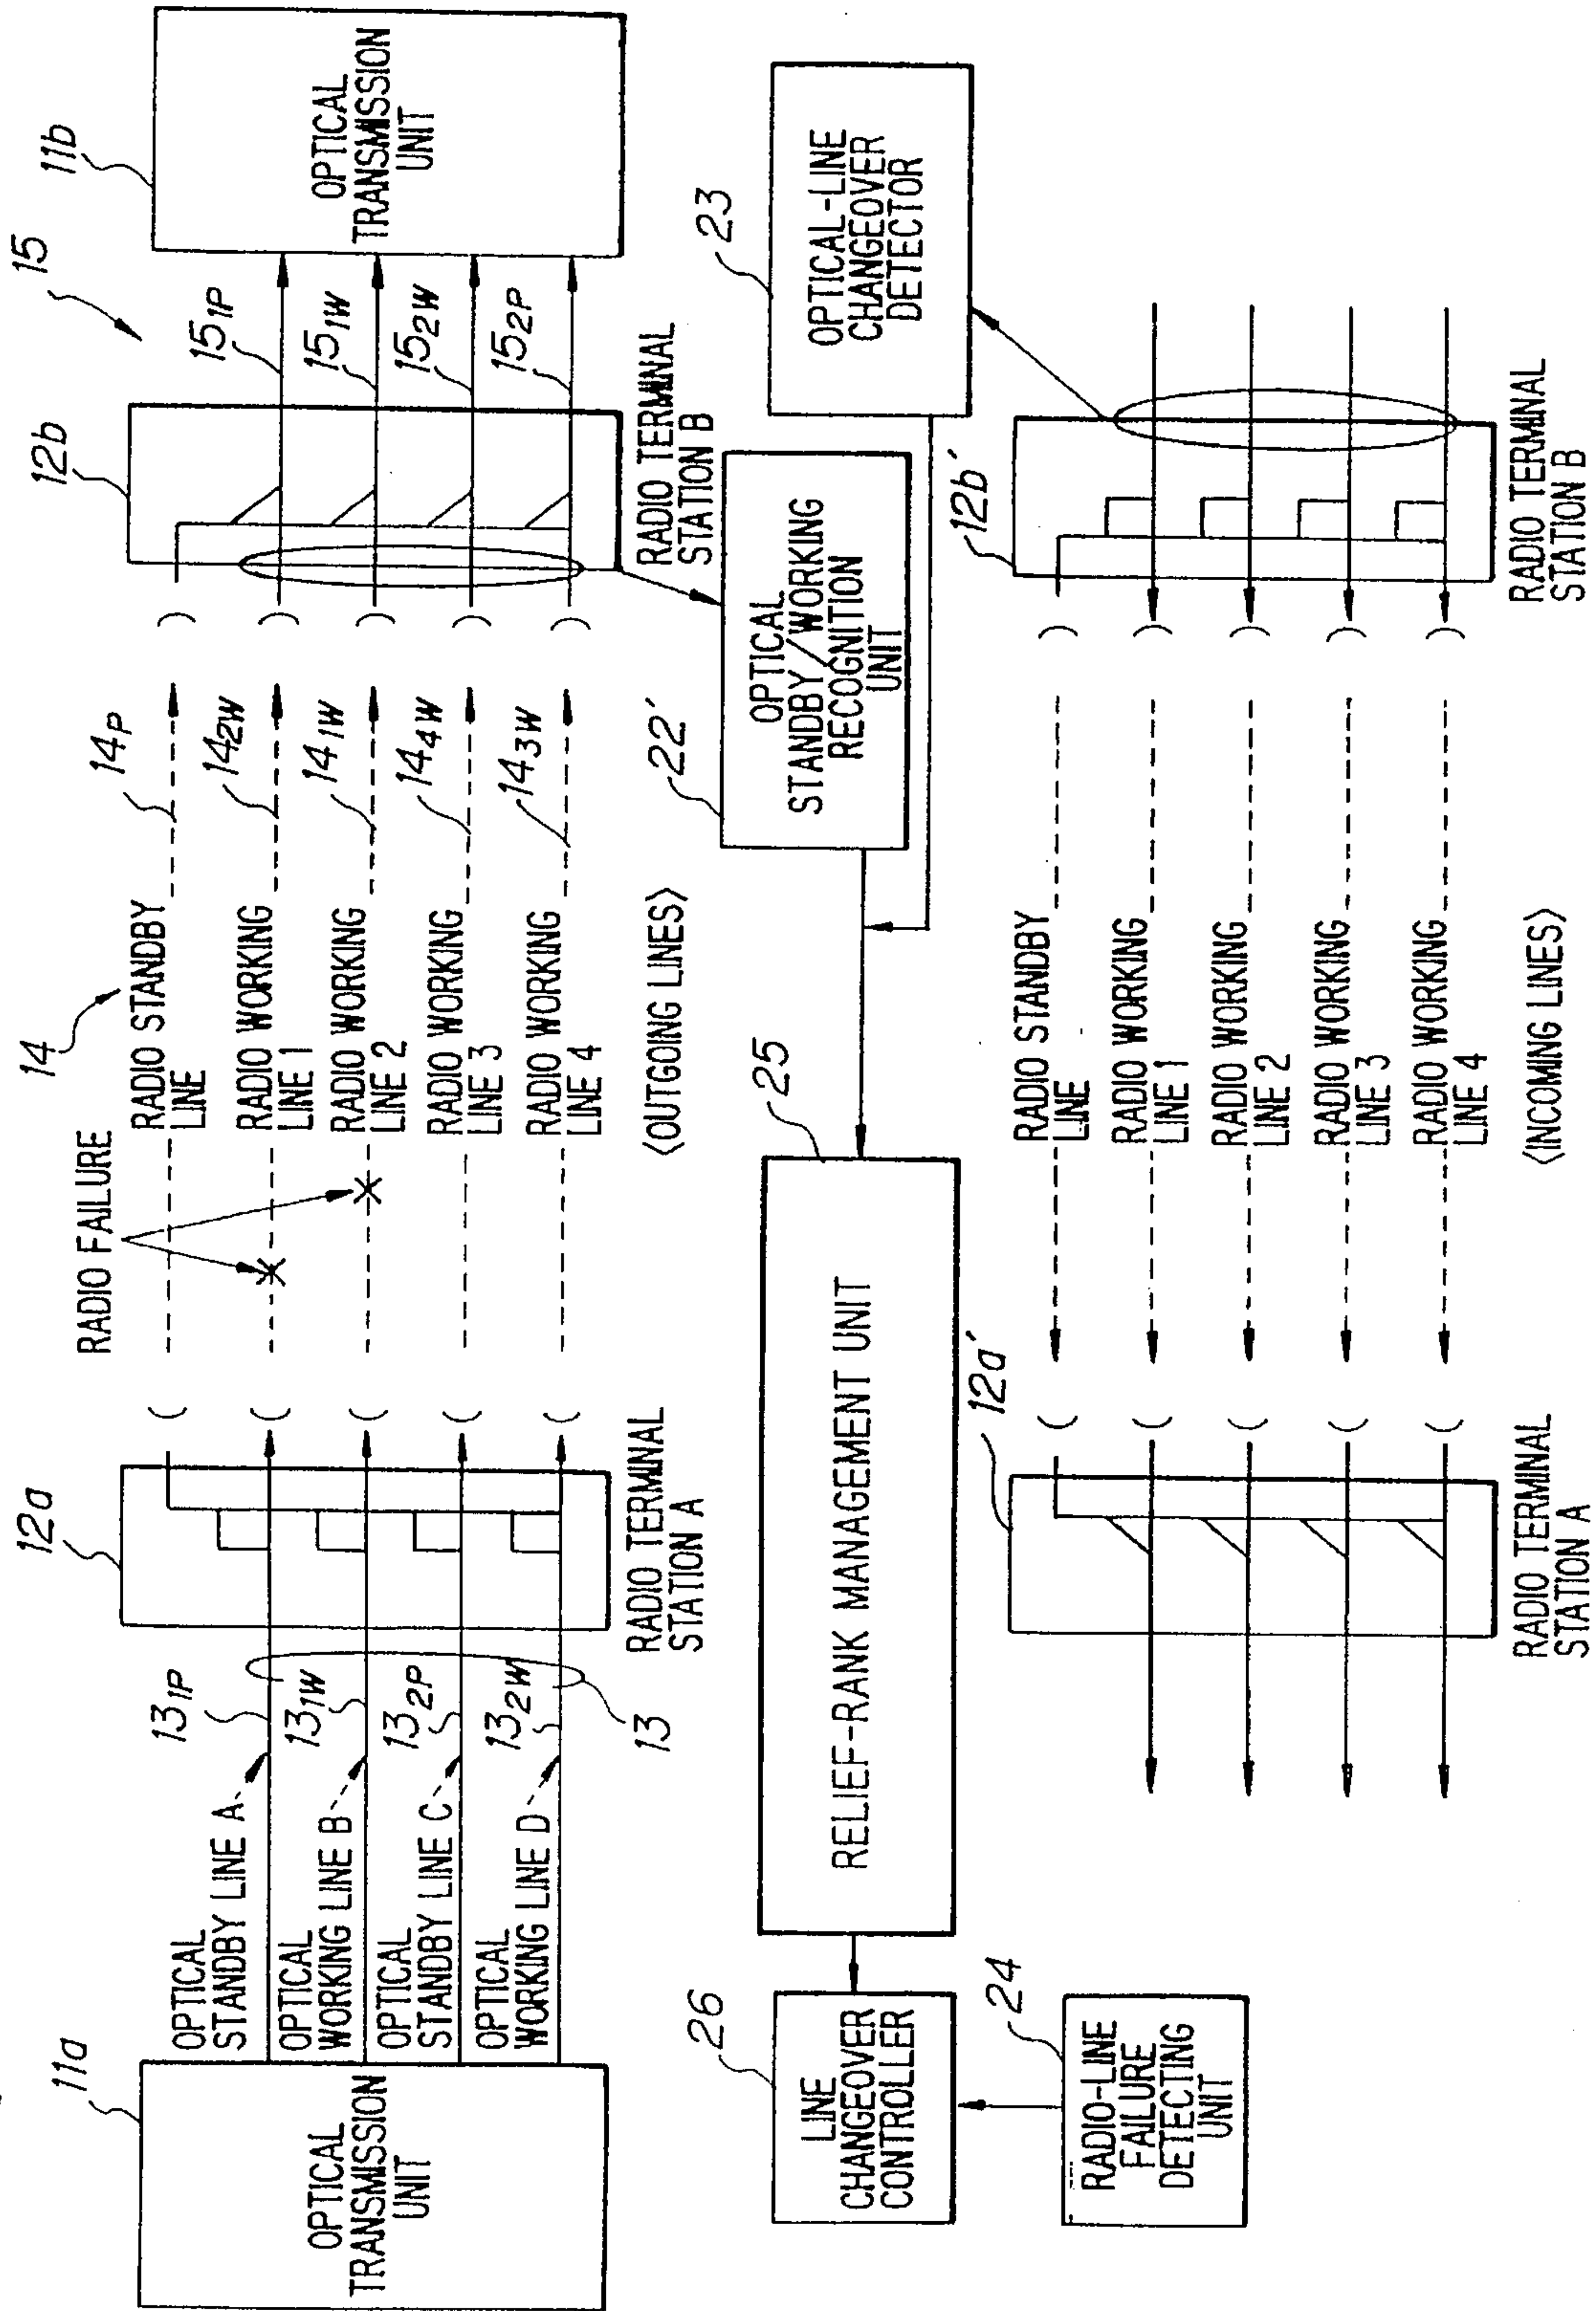 11a
OPTICAL
TRANSMISSION
UNIT
OPTICAL
STANDBY LINE A
OPTICAL
WORKING LINE B
OPTICAL
STANDBY LINE C
OPTICAL
WORKING LINE D
13₁P
13₁W
13₂P
13₂W
13
12a
RADIO TERMINAL
STATION A
RADIO FAILURE
14
RADIO STANDBY
LINE
RADIO WORKING
LINE 1
RADIO WORKING
LINE 2
RADIO WORKING
LINE 3
RADIO WORKING
LINE 4
14P
14₂W
14₁W
14₄W
14₃W
〈OUTGOING LINES〉
12b
RADIO TERMINAL
STATION B
15
15₁P
15₁W
15₂W
15₂P
11b
OPTICAL
TRANSMISSION
UNIT
26
LINE
CHANGEOVER
CONTROLLER
24
RADIO-LINE
FAILURE
DETECTING
UNIT
25
RELIEF-RANK MANAGEMENT UNIT
22'
OPTICAL
STANDBY/WORKING
RECOGNITION
UNIT
23
OPTICAL-LINE
CHANGEOVER
DETECTOR
12a'
RADIO TERMINAL
STATION A
RADIO STANDBY
LINE
RADIO WORKING
LINE 1
RADIO WORKING
LINE 2
RADIO WORKING
LINE 3
RADIO WORKING
LINE 4
〈INCOMING LINES〉
12b'
RADIO TERMINAL
STATION B